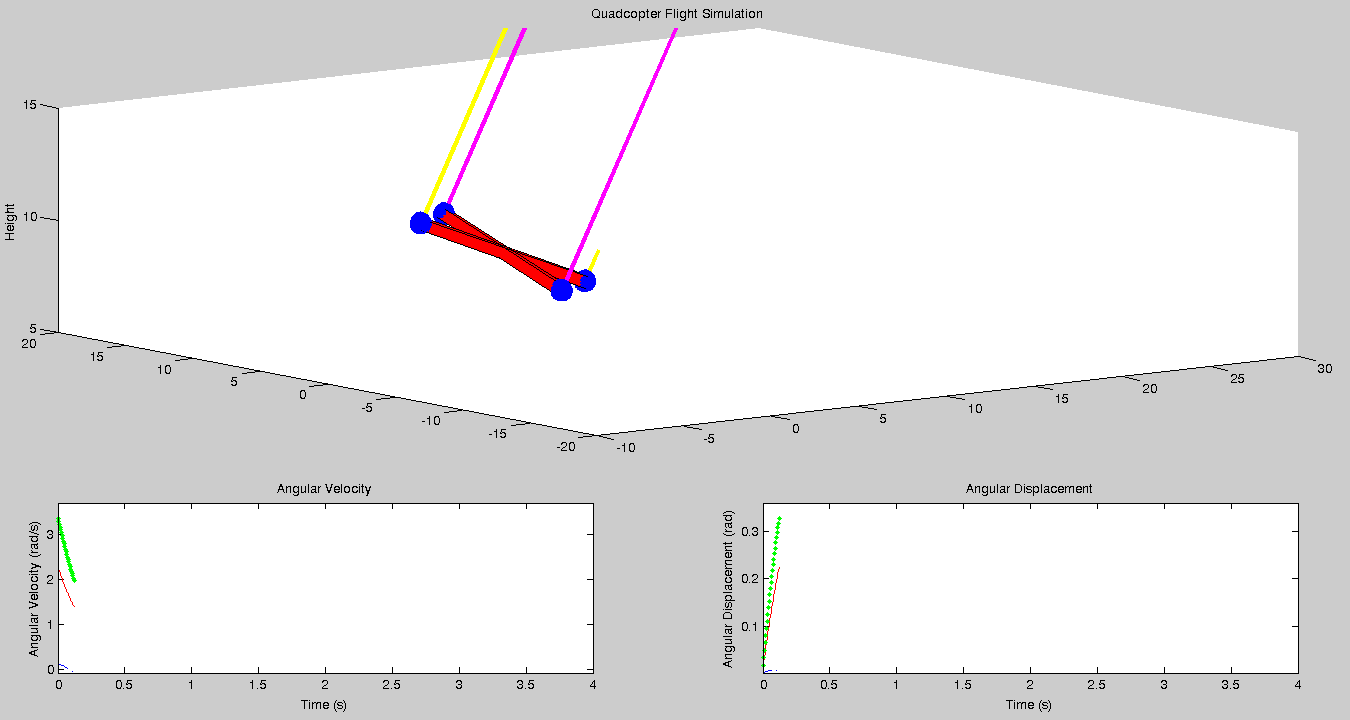 Quadcopter Flight Simulation
Height
15
10
5
20
15
10
5
0
-5
-10
-15
-20
-10
-5
0
5
10
15
20
25
30
Angular Velocity
Angular Velocity (rad/s)
3
2
1
0
0 0.5 1 1.5 2 2.5 3 3.5 4
Time (s)
Angular Displacement
Angular Displacement (rad)
0.3
0.2
0.1
0 0.5 1 1.5 2 2.5 3 3.5 4
Time (s)